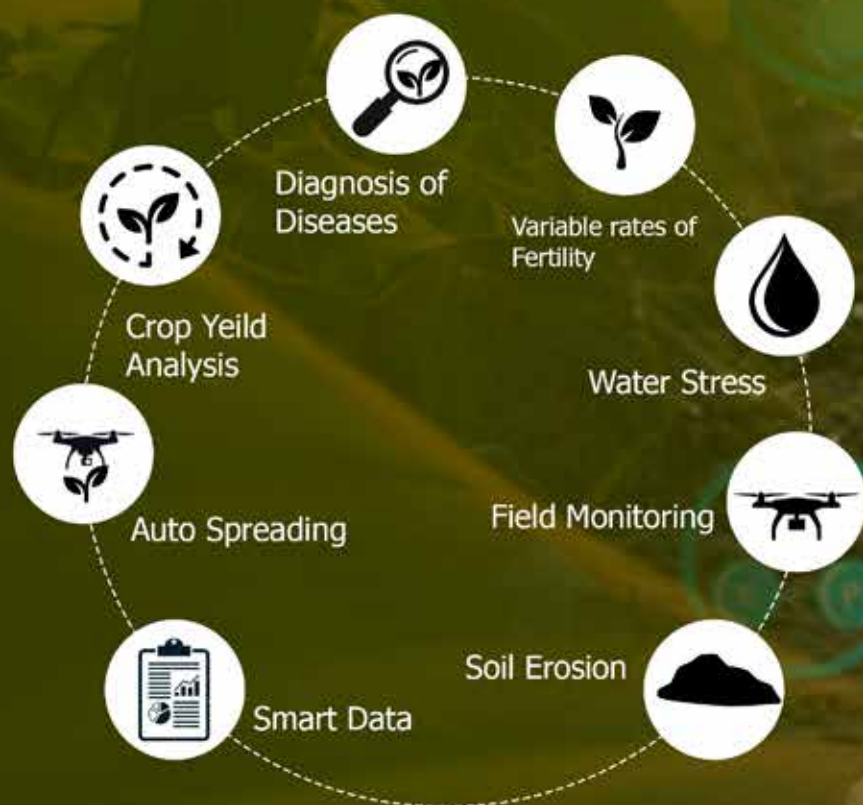 Diagnosis of
Diseases
Variable rates of
Fertility
Crop Yeild
Analysis
Water Stress
Auto Spreading
Field Monitoring
Smart Data
Soil Erosion